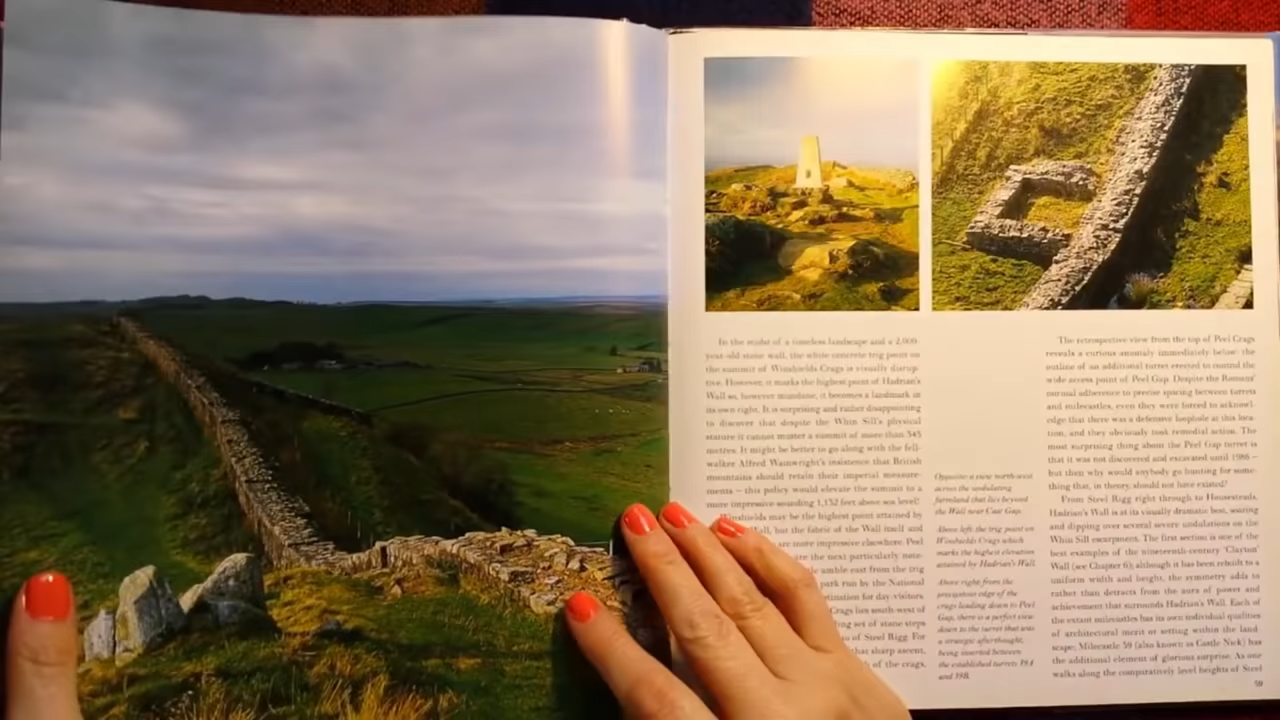 In the midst of a timeless landscape and a 2,000-
year-old stone wall, the white concrete trig point on
the summit of Winshields Crags is visually disrup-
tive. However, it marks the highest point of Hadrian's
Wall so, however mundane, it becomes a landmark in
its own right. It is surprising and rather disappointing
to discover that despite the Whin Sill's physical
stature it cannot muster a summit of more than 345
metres. It might be better to go along with the fell-
walker Alfred Wainwright's insistence that British
mountains should retain their imperial measure-
ments – this policy would elevate the summit to a
more impressive sounding 1,132 feet above sea level!
Winshields may be the highest point attained by
Wall, but the fabric of the Wall itself and
are more impressive elsewhere. Peel
are the next particularly note-
amble east from the trig
park run by the National
for day-visitors.
Crags lies south-west of
set of stone steps
of Steel Rigg. For
that sharp ascent,
of the crags,
Opposite: a view north-west
across the undulating
farmland that lies beyond
the Wall near Caw Gap.
Above left: the trig point on
Winshields Crags which
marks the highest elevation
attained by Hadrian's Wall.
Above right: from the
precipitous edge of the
crags leading down to Peel
Gap, there is a perfect view
down to the turret that was
a strategic afterthought,
being inserted between
the established turrets 39A
and 39B.
The retrospective view from the top of Peel Crags
reveals a curious anomaly immediately below: the
outline of an additional turret erected to control the
wide access point of Peel Gap. Despite the Romans'
normal adherence to precise spacing between turrets
and milecastles, even they were forced to acknowl-
edge that there was a defensive loophole at this loca-
tion, and they obviously took remedial action. The
most surprising thing about the Peel Gap turret is
that it was not discovered and excavated until 1986 –
but then why would anybody go hunting for some-
thing that, in theory, should not have existed?
From Steel Rigg right through to Housesteads,
Hadrian's Wall is at its visually dramatic best, soaring
and dipping over several severe undulations on the
Whin Sill escarpment. The first section is one of the
best examples of the nineteenth-century 'Clayton'
Wall (see Chapter 6); although it has been rebuilt to a
uniform width and height, the symmetry adds to
rather than detracts from the aura of power and
achievement that surrounds Hadrian's Wall. Each of
the extant milecastles has its own individual qualities
of architectural merit or setting within the land-
scape; Milecastle 39 (also known as Castle Nick) has
the additional element of glorious surprise. As one
walks along the comparatively level heights of Steel
59